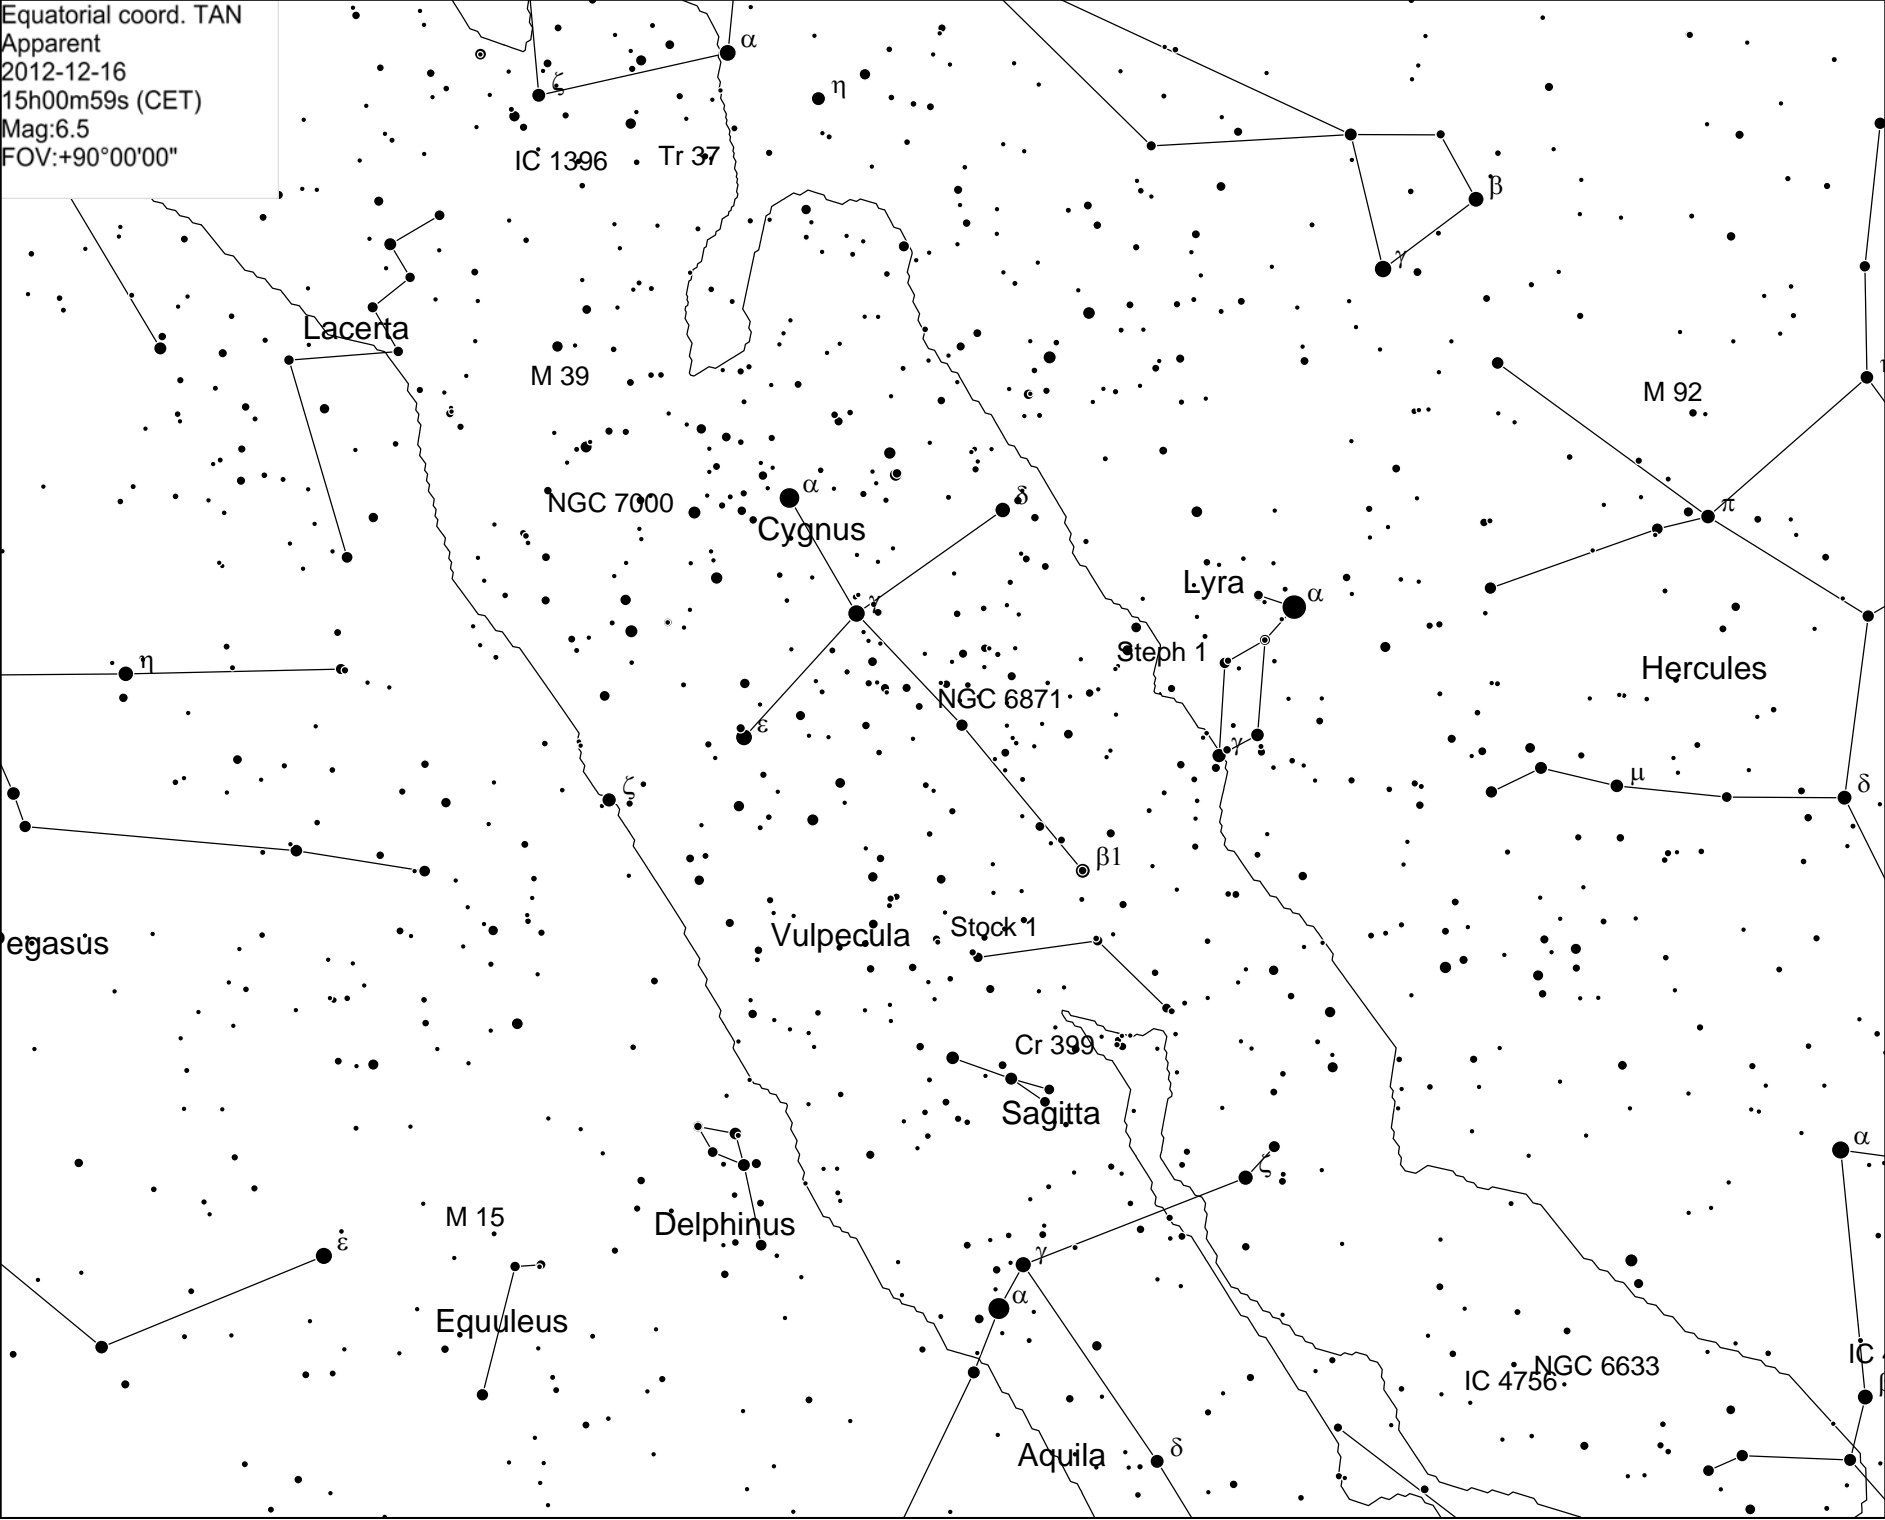 Equatorial coord. TAN
Apparent
2012-12-16
15h00m59s (CET)
Mag:6.5
FOV:+90°00'00"
α
ζ
η
IC 1396
Tr 37
β
γ
Lacerta
M 39
M 92
α
NGC 7000
δ
Cygnus
π
Lyra
α
γ
Steph 1
η
Hercules
NGC 6871
ε
γ
ζ
μ
δ
β1
egasus
Vulpecula
Stock 1
Cr 399
Sagitta
α
ζ
M 15
Delphinus
ε
γ
α
Equuleus
IC
NGC 6633
IC 4756
β
Aquila
δ